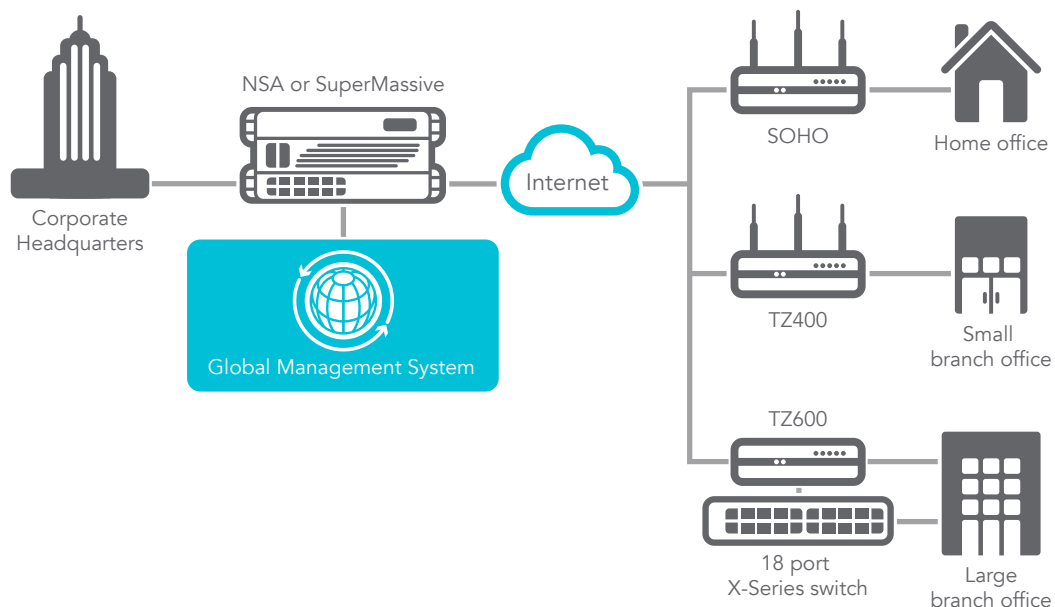 NSA or SuperMassive
Corporate
Headquarters
Global Management System
Internet
SOHO
Home office
TZ400
Small
branch office
TZ600
18 port
X-Series switch
Large
branch office